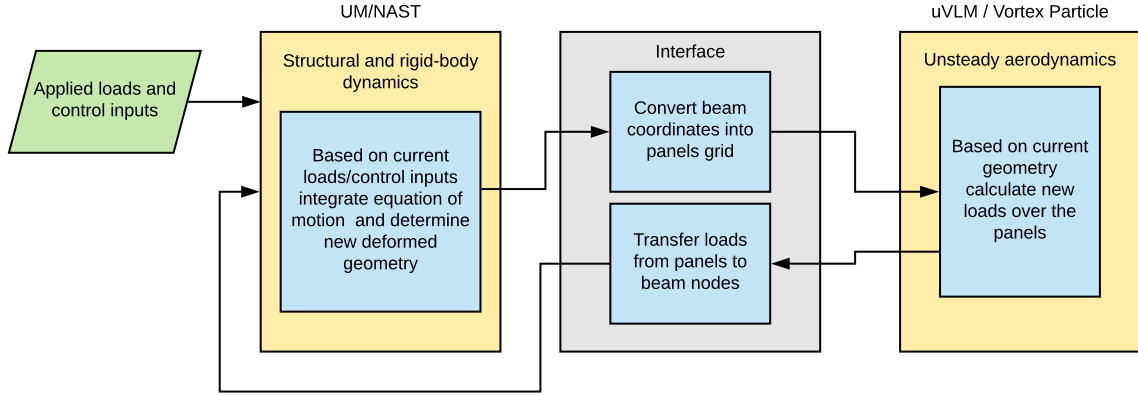 UM/NAST
uVLM / Vortex Particle
Applied loads and
control inputs
Structural and rigid-body
dynamics
Based on current
loads/control inputs
integrate equation of
motion and determine
new deformed
geometry
Interface
Convert beam
coordinates into
panels grid
Transfer loads
from panels to
beam nodes
Unsteady aerodynamics
Based on current
geometry
calculate new
loads over the
panels